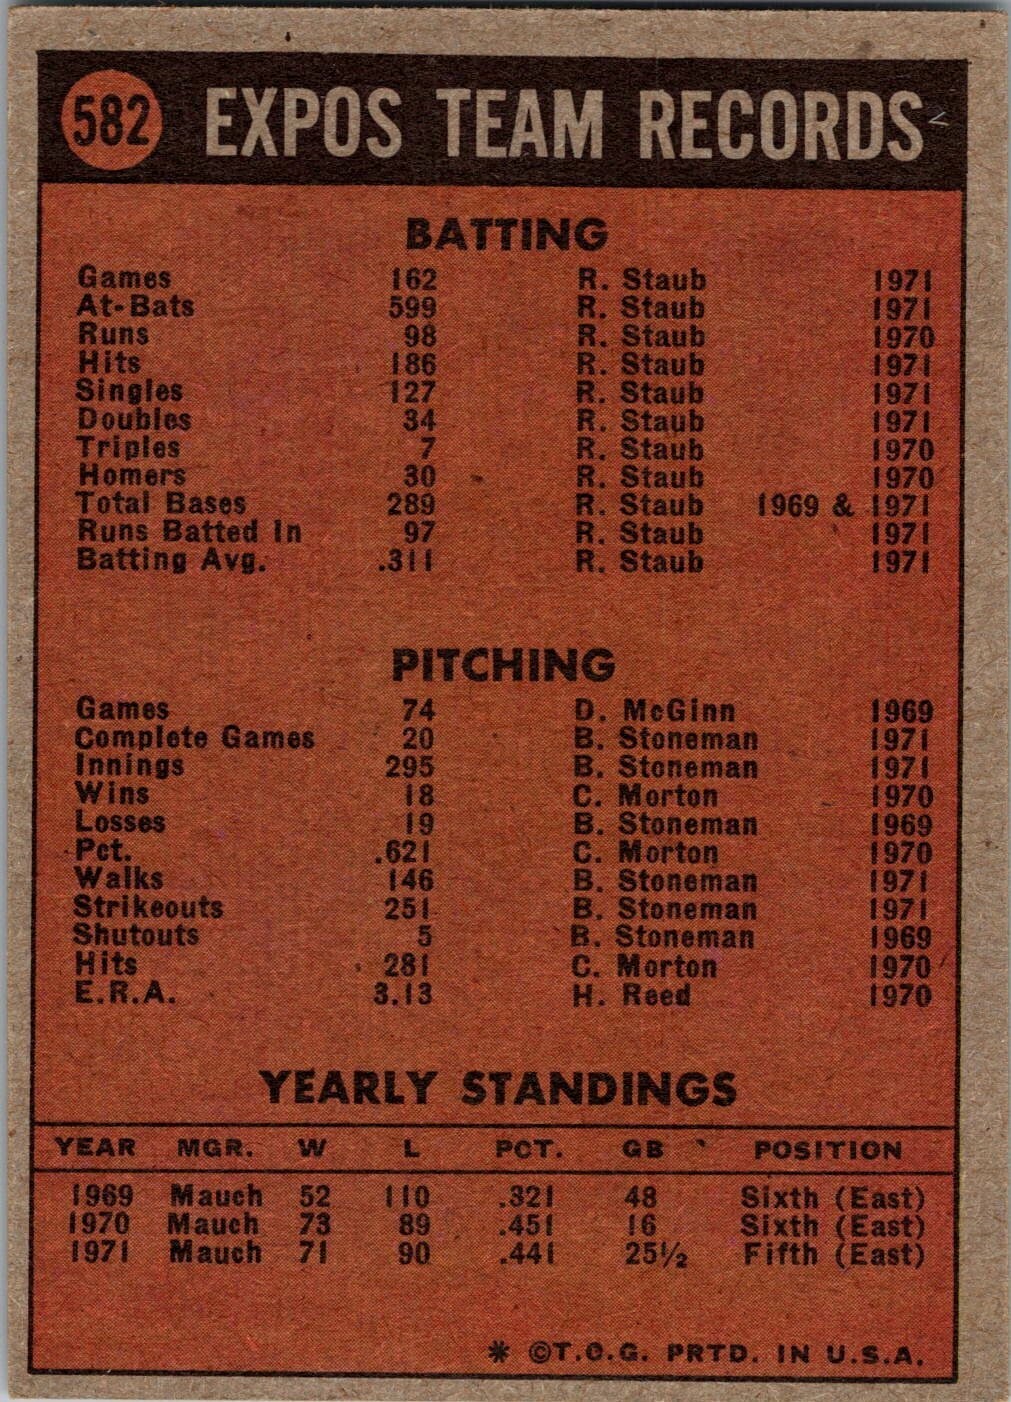 582 EXPOS TEAM RECORDS
BATTING
Games 162 R. Staub 1971
At-Bats 599 R. Staub 1971
Runs 98 R. Staub 1970
Hits 186 R. Staub 1971
Singles 127 R. Staub 1971
Doubles 34 R. Staub 1971
Triples 7 R. Staub 1970
Homers 30 R. Staub 1970
Total Bases 289 R. Staub 1969 & 1971
Runs Batted In 97 R. Staub 1971
Batting Avg. .311 R. Staub 1971
PITCHING
Games 74 D. McGinn 1969
Complete Games 20 B. Stoneman 1971
Innings 295 B. Stoneman 1971
Wins 18 C. Morton 1970
Losses 19 B. Stoneman 1969
Pct. .621 C. Morton 1970
Walks 146 B. Stoneman 1971
Strikeouts 251 B. Stoneman 1971
Shutouts 5 B. Stoneman 1969
Hits 281 C. Morton 1970
E.R.A. 3.13 H. Reed 1970
YEARLY STANDINGS
YEAR MGR. W L PCT. GB POSITION
1969 Mauch 52 110 .321 48 Sixth (East)
1970 Mauch 73 89 .451 16 Sixth (East)
1971 Mauch 71 90 .441 25½ Fifth (East)
* ©T.C.G. PRTD. IN U.S.A.